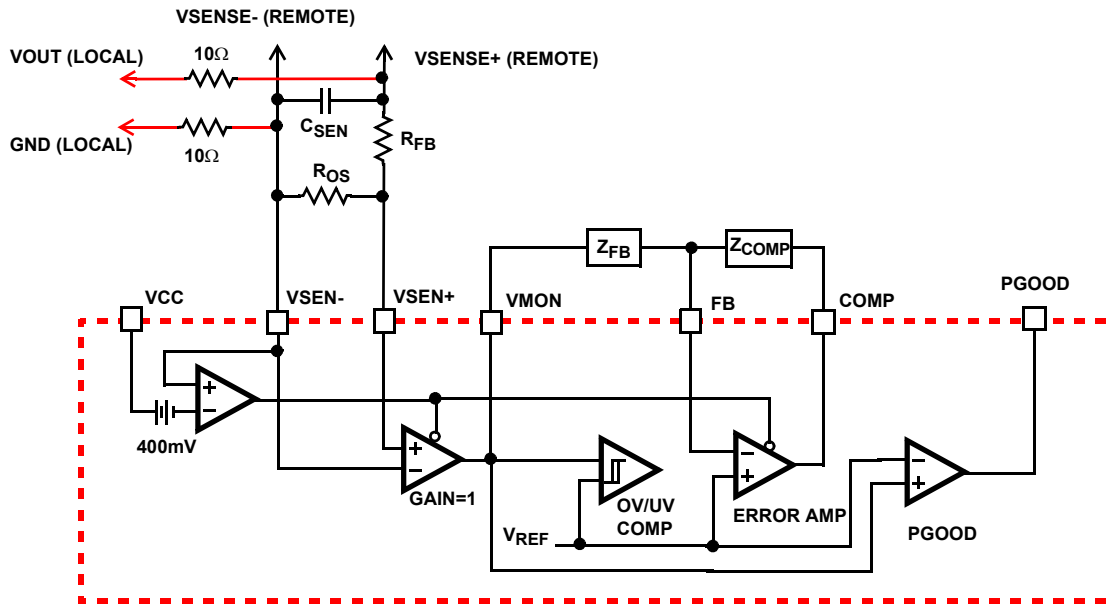 VSENSE- (REMOTE)
VOUT (LOCAL)
10Ω
VSENSE+ (REMOTE)
CSEN
RFB
GND (LOCAL)
10Ω
ROS
ZFB
ZCOMP
VCC
VSEN-
VSEN+
VMON
FB
COMP
PGOOD
+
−
400mV
+
−
GAIN=1
OV/UV
COMP
−
+
ERROR AMP
−
+
PGOOD
VREF